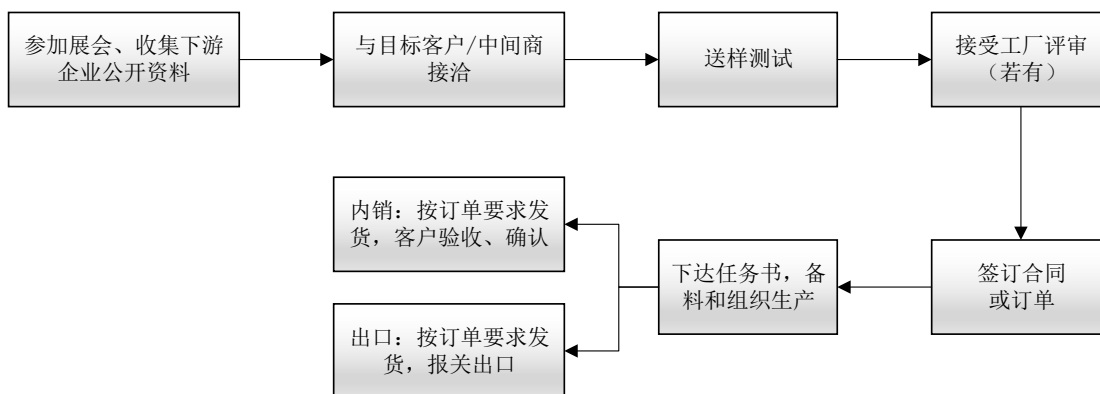 参加展会、收集下游
企业公开资料
与目标客户/中间商
接洽
送样测试
接受工厂评审
（若有）
签订合同
或订单
下达任务书，备
料和组织生产
内销：按订单要求发
货，客户验收、确认
出口：按订单要求发
货，报关出口